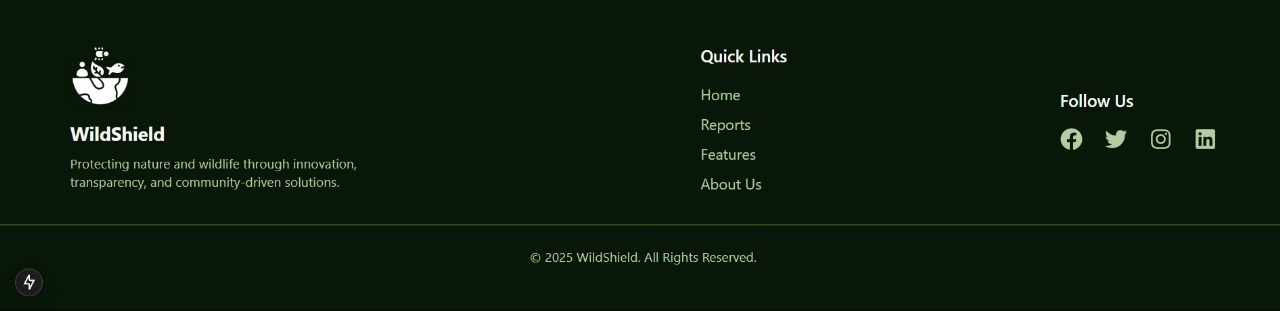 WildShield
Protecting nature and wildlife through innovation,
transparency, and community-driven solutions.
Quick Links
Home
Reports
Features
About Us
Follow Us
© 2025 WildShield. All Rights Reserved.